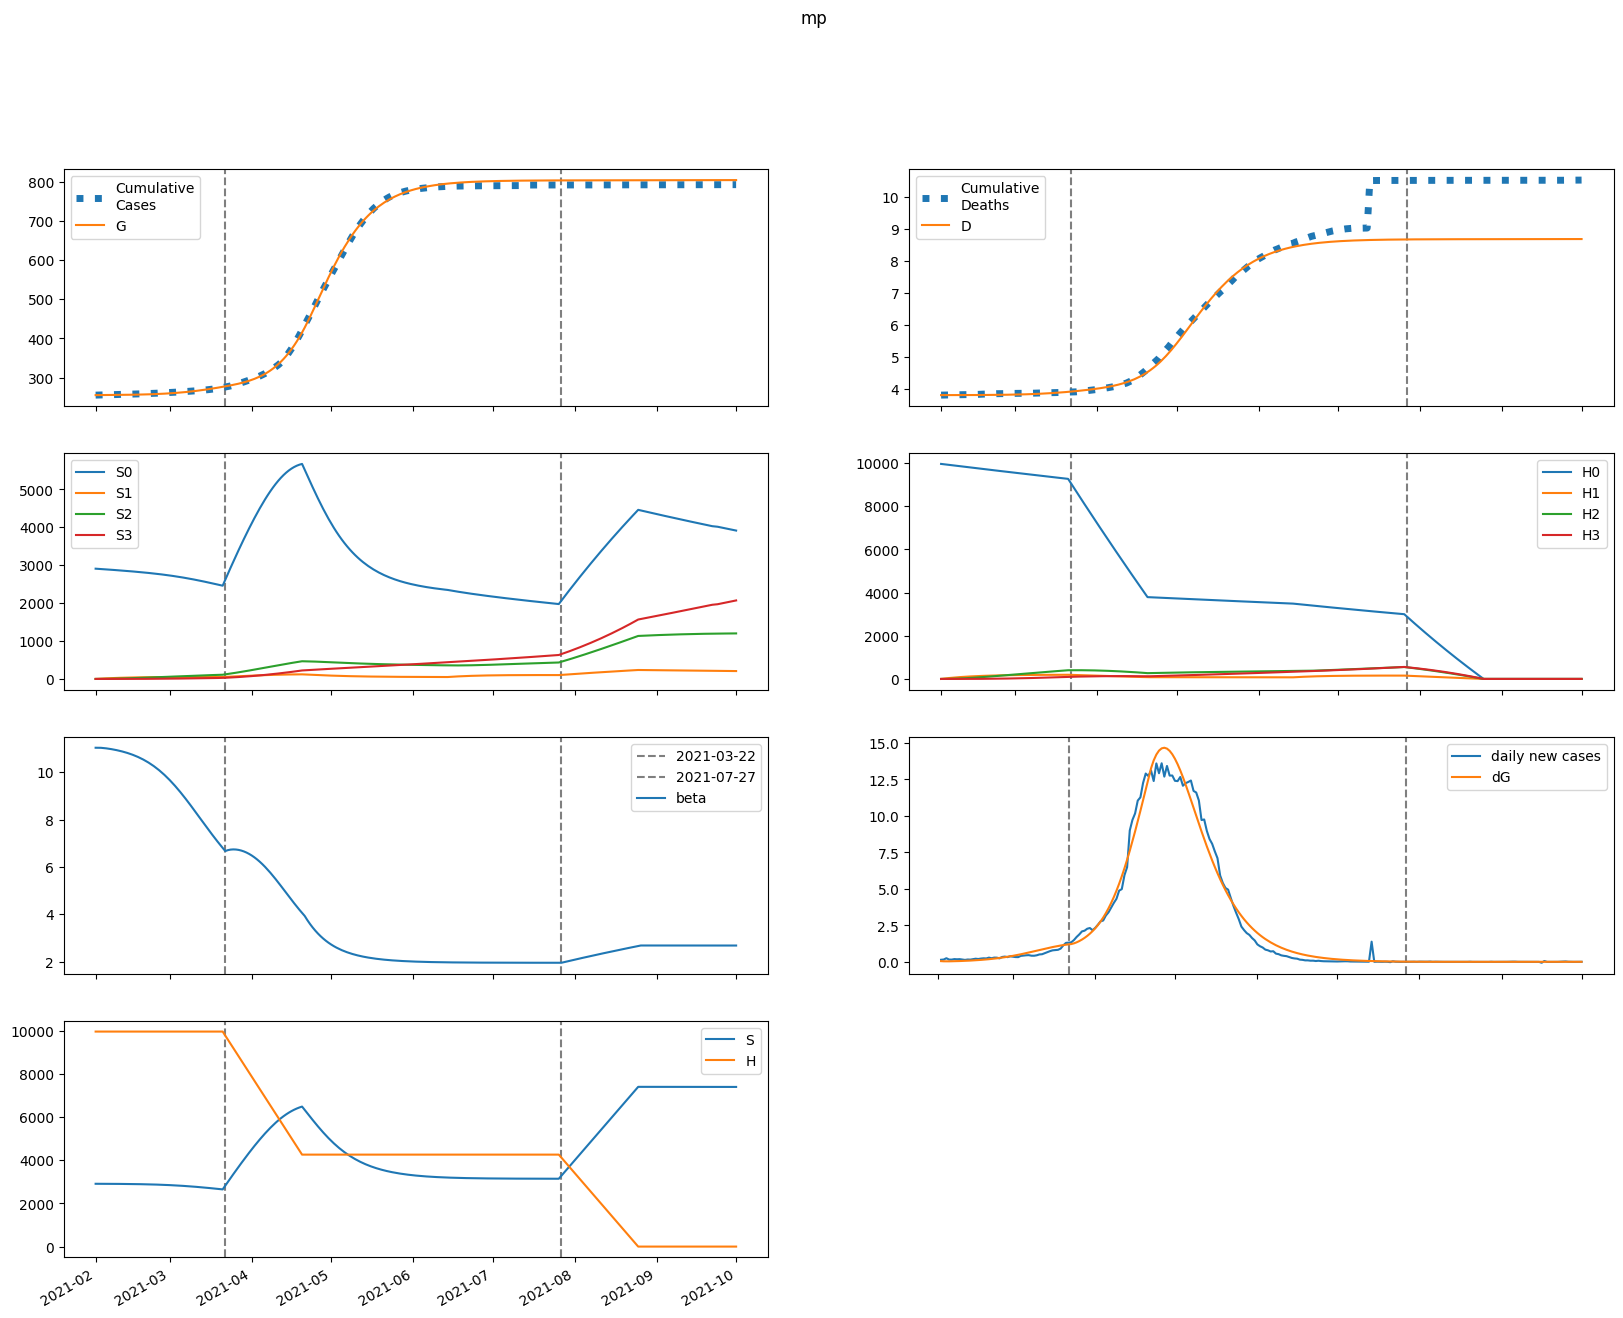 mp
800
700
600
500
400
300
Cumulative
Cases
G
10
9
8
7
6
5
4
Cumulative
Deaths
D
5000
4000
3000
2000
1000
0
S0
S1
S2
S3
10000
8000
6000
4000
2000
0
H0
H1
H2
H3
10
8
6
4
2
2021-03-22
2021-07-27
beta
15.0
12.5
10.0
7.5
5.0
2.5
0.0
daily new cases
dG
10000
8000
6000
4000
2000
0
S
H
2021-02
2021-03
2021-04
2021-05
2021-06
2021-07
2021-08
2021-09
2021-10